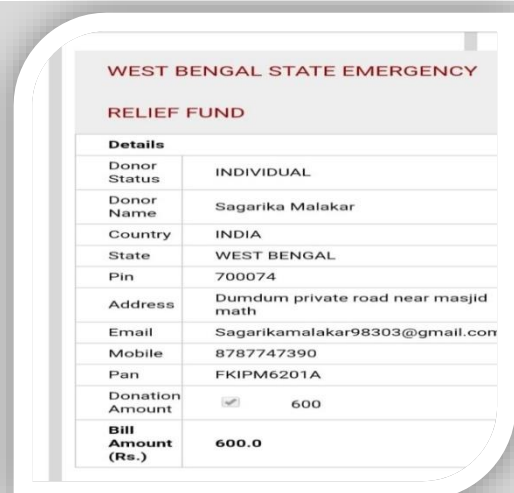 WEST BENGAL STATE EMERGENCY
RELIEF FUND
Details
Donor
Status
INDIVIDUAL
Donor
Name
Sagarika Malakar
Country
INDIA
State
WEST BENGAL
Pin
700074
Address
Dumdum private road near masjid
math
Email
Sagarikamalakar98303@gmail.com
Mobile
8787747390
Pan
FKIPM6201A
Donation
Amount
600
Bill
Amount
(Rs.)
600.0